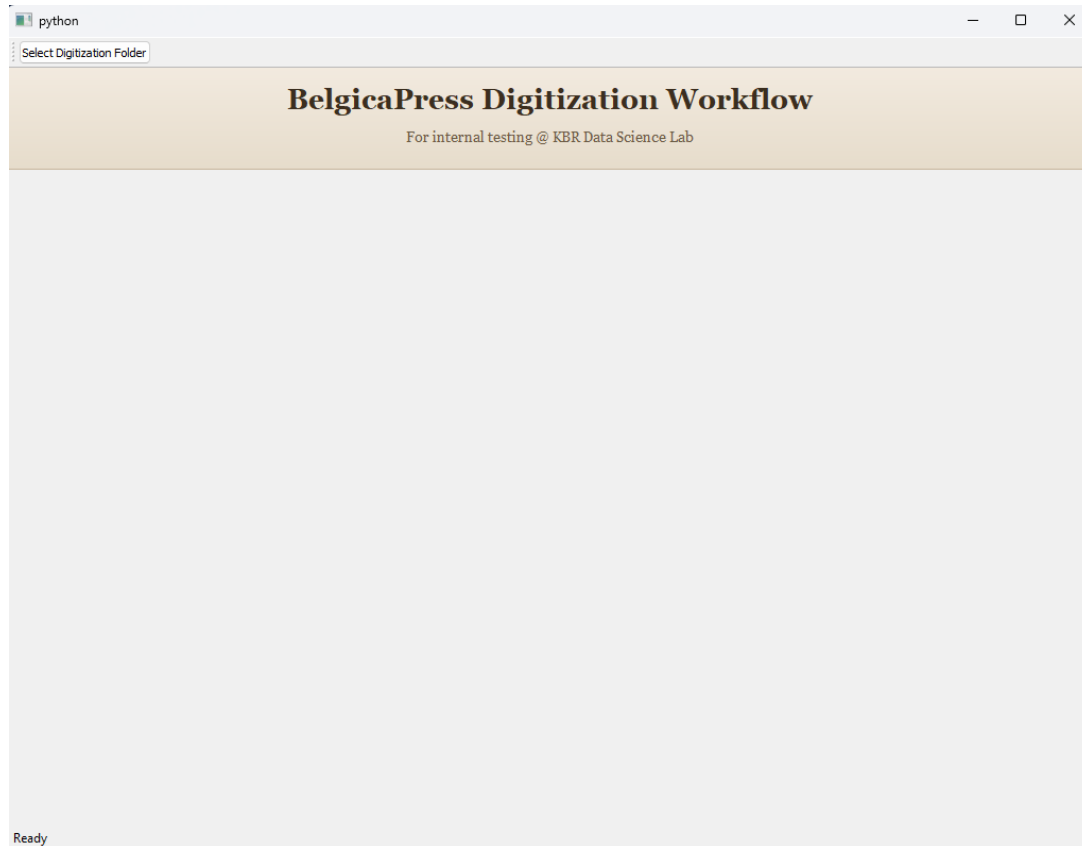 python
Select Digitization Folder
BelgicaPress Digitization Workflow
For internal testing @ KBR Data Science Lab
Ready